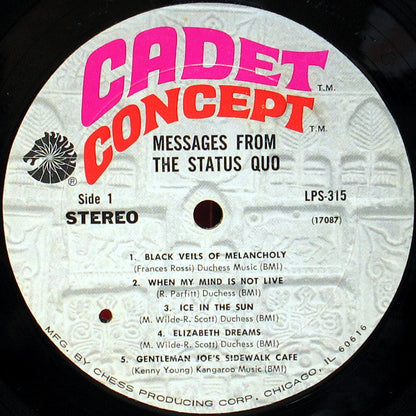 CADET T.M.
CONCEPT T.M.
MESSAGES FROM
THE STATUS QUO
®
Side 1
STEREO
LPS-315
(17087)
1. BLACK VEILS OF MELANCHOLY
(Frances Rossi) Duchess Music (BMI)
2. WHEN MY MIND IS NOT LIVE
(R. Parfitt) Duchess (BMI)
3. ICE IN THE SUN
(M. Wilde-R. Scott) Duchess (BMI)
4. ELIZABETH DREAMS
(M. Wilde-R. Scott) Duchess (BMI)
5. GENTLEMAN JOE'S SIDEWALK CAFE
(Kenny Young) Kangaroo Music (BMI)
MFG. BY CHESS PRODUCING CORP. CHICAGO, IL 60616